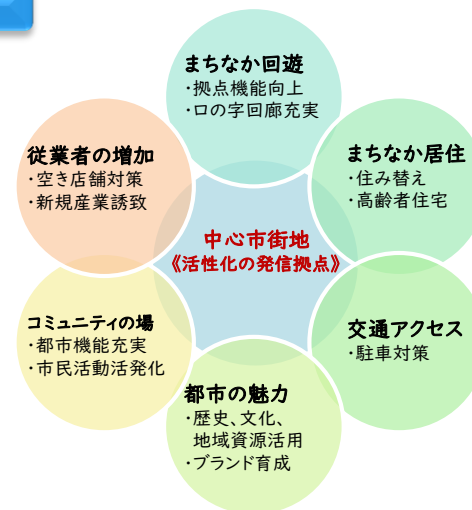 まちなか回遊
・拠点機能向上
・ロの字回廊充実
まちなか居住
・住み替え
・高齢者住宅
交通アクセス
・駐車対策
都市の魅力
・歴史、文化、
地域資源活用
・ブランド育成
コミュニティの場
・都市機能充実
・市民活動活発化
従業者の増加
・空き店舗対策
・新規産業誘致
中心市街地
《活性化の発信拠点》